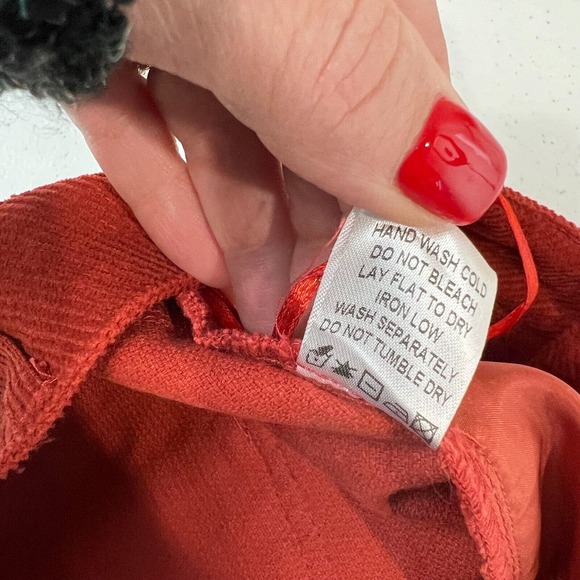 HAND WASH COLD
DO NOT BLEACH
LAY FLAT TO DRY
IRON LOW
WASH SEPARATELY
DO NOT TUMBLE DRY